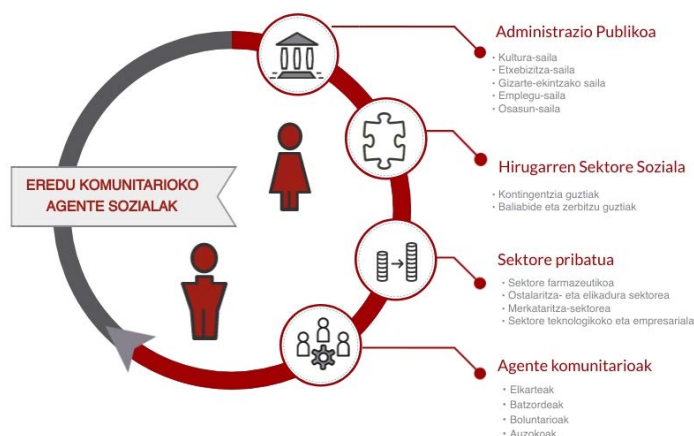 Administrazio Publikoa
• Kultura-saila
• Etxebizitza-saila
• Gizarte-ekintzako saila
• Emplegu-saila
• Osasun-saila
EREDU KOMUNITARIOKO
AGENTE SOZIALAK
Hirugarren Sektore Soziala
• Kontingentzia guztiak
• Baliabide eta zerbitzu guztiak
Sektore pribatua
• Sektore farmazeutikoa
• Ostalaritza- eta elikadura sektorea
• Merkataritza-sektorea
• Sektore teknologikoko eta empresariala
Agente komunitarioak
• Elkarteak
• Batzordeak
• Boluntarioak
• Auzokoak